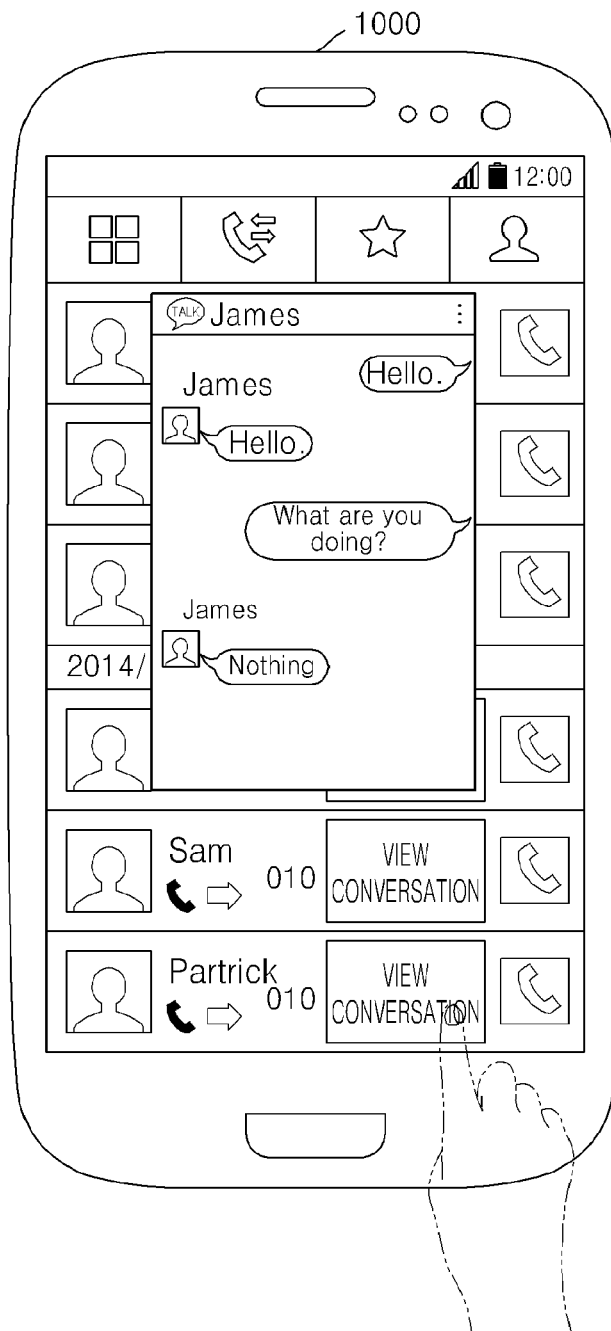 1000
12:00
TALK James
Hello.
James
Hello.
What are you
doing?
James
Nothing
2014/
Sam
010
VIEW
CONVERSATION
Partrick
010
VIEW
CONVERSATION